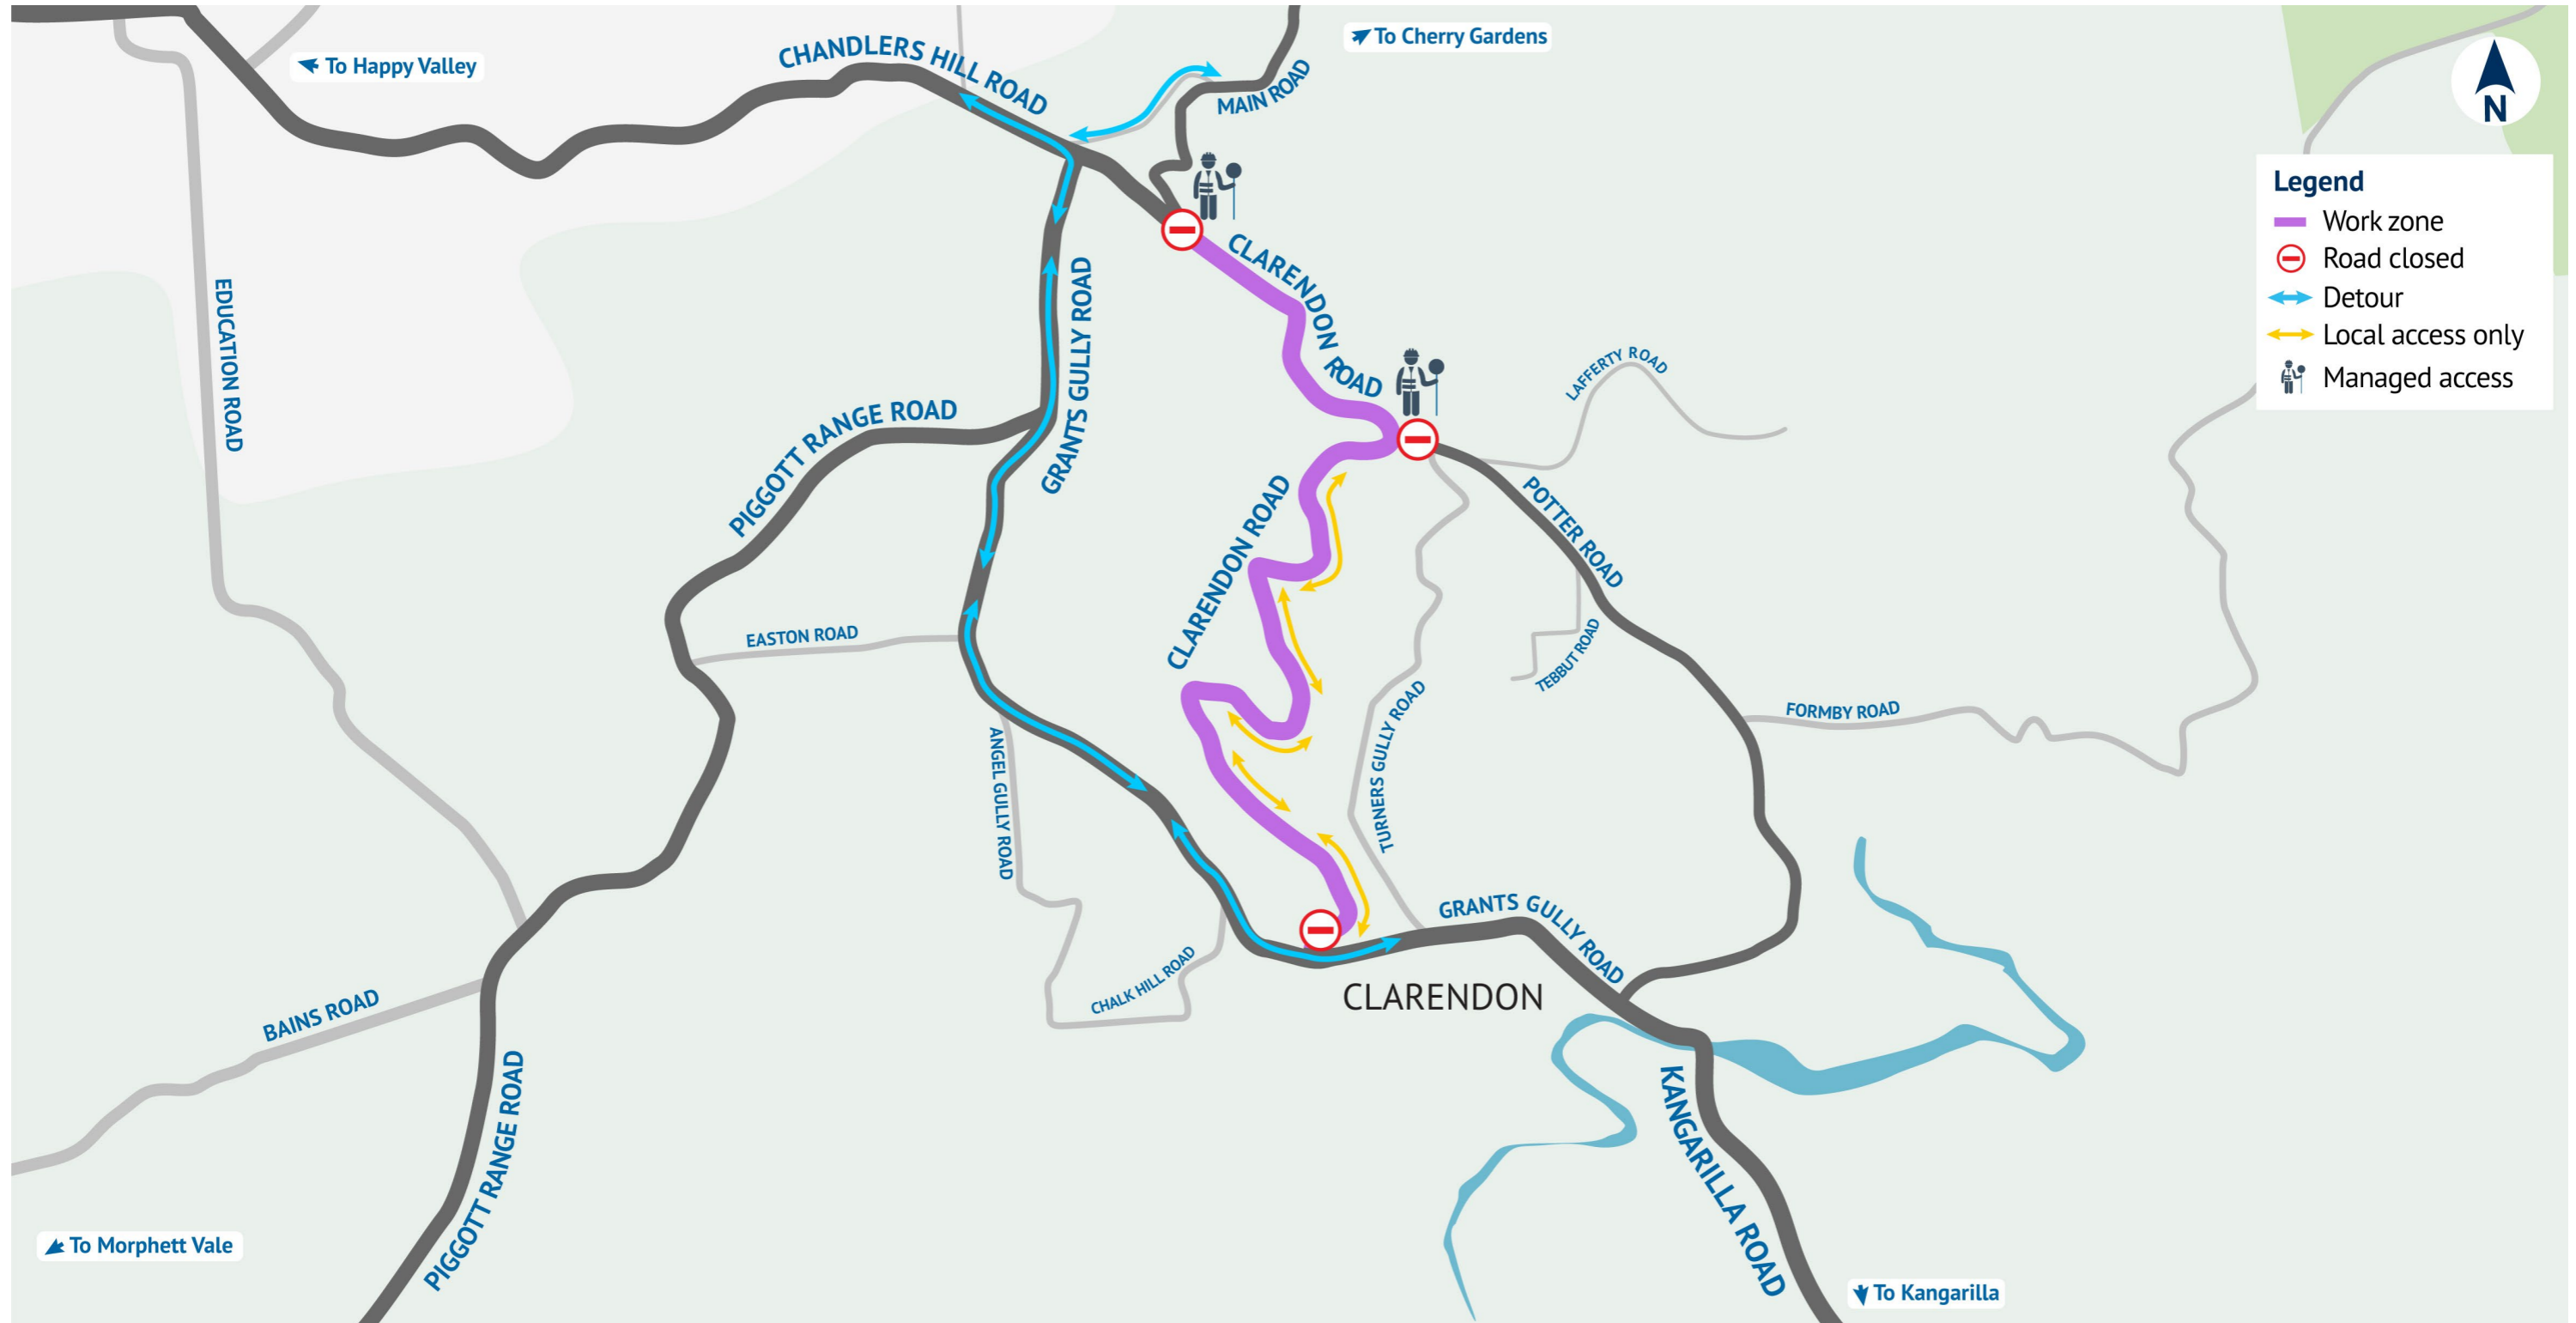 To Happy Valley
CHANDLERS HILL ROAD
To Cherry Gardens
MAIN ROAD
N
Legend
Work zone
Road closed
Detour
Local access only
Managed access
EDUCATION ROAD
CLARENDON ROAD
GRANTS GULLY ROAD
PIGGOTT RANGE ROAD
LAFFERTY ROAD
CLARENDON ROAD
POTTER ROAD
EASTON ROAD
TEBBUT ROAD
FORMBY ROAD
ANGEL GULLY ROAD
TURNERS GULLY ROAD
GRANTS GULLY ROAD
CHALK HILL ROAD
CLARENDON
BAINS ROAD
PIGGOTT RANGE ROAD
KANGARILLA ROAD
To Morphett Vale
To Kangarilla